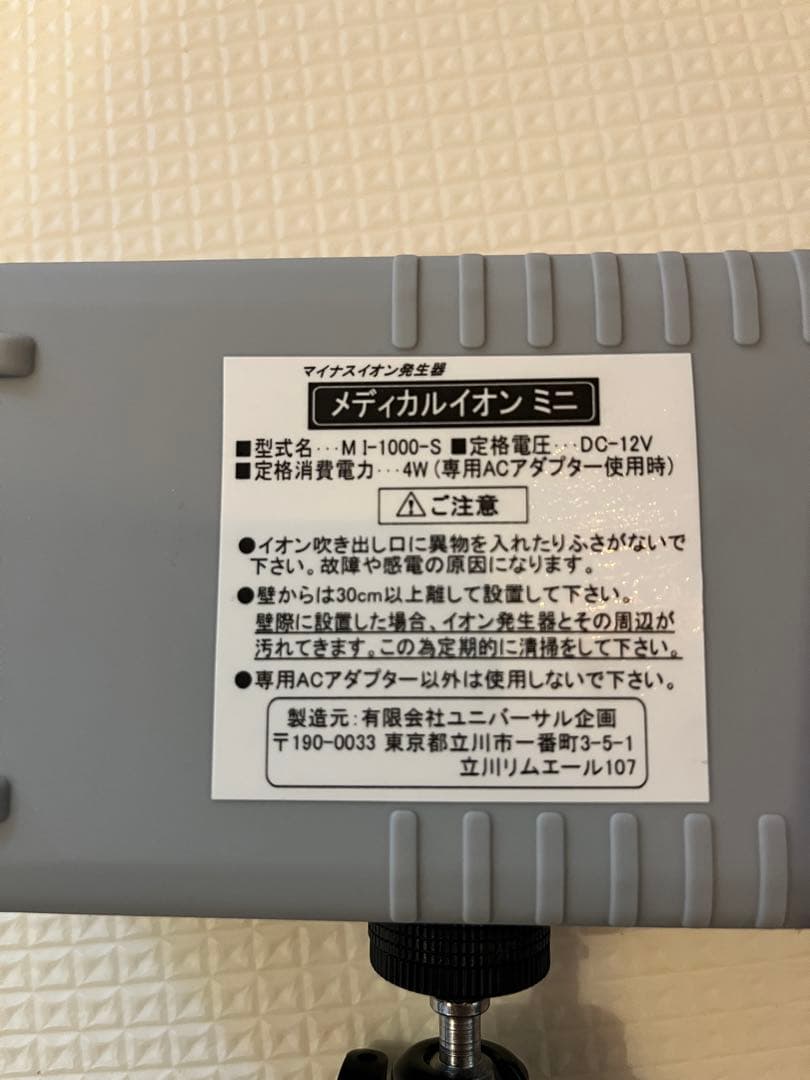 マイナスイオン発生器
メディカルイオン ミニ
■型式名‥･MI-1000-S ■定格電圧‥･DC-12V
■定格消費電力‥･4W(専用ACアダプター使用時)
⚠ご注意
●イオン吹き出し口に異物を入れたりふさがないで
下さい。故障や感電の原因になります。
●壁からは30cm以上離して設置して下さい。
壁際に設置した場合、イオン発生器とその周辺が
汚れてきます。この為定期的に清掃をして下さい。
●専用ACアダプター以外は使用しないで下さい。
製造元:有限会社ユニバーサル企画
〒190-0033 東京都立川市一番町3-5-1
立川リムエール107